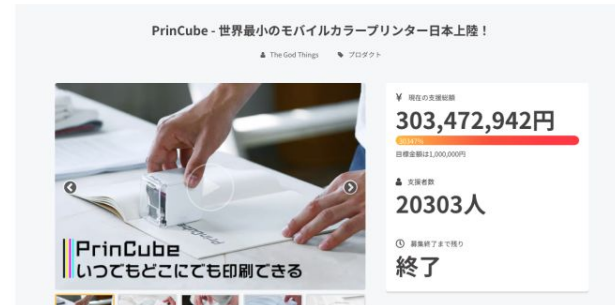 PrinCube - 世界最小のモバイルカラープリンター日本上陸！
The God Things プロダクト
PrinCube
PrinCube
いつでもどこにでも印刷できる
¥ 現在の支援総額
303,472,942円
30347%
目標金額は1,000,000円
支援者数
20303人
募集終了まで残り
終了